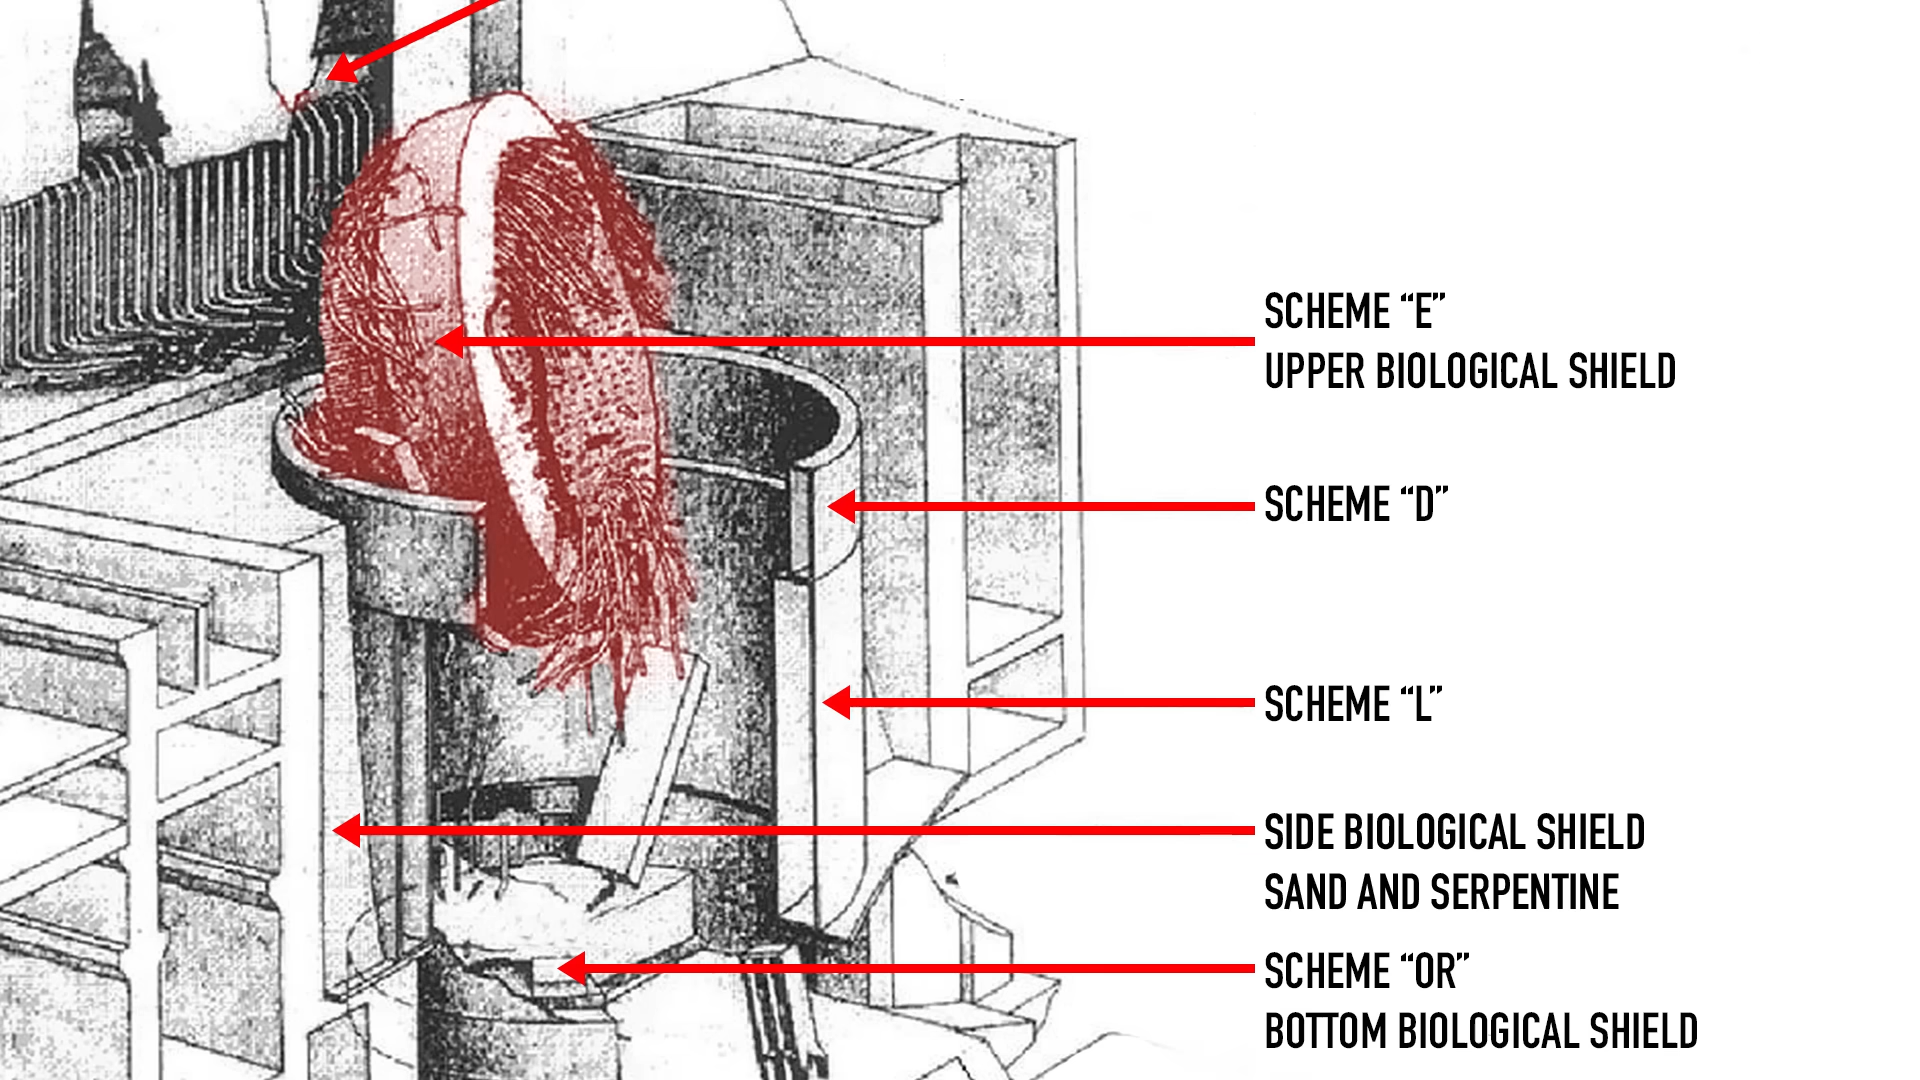 SCHEME “E”
UPPER BIOLOGICAL SHIELD
SCHEME “D”
SCHEME “L”
SIDE BIOLOGICAL SHIELD
SAND AND SERPENTINE
SCHEME “OR”
BOTTOM BIOLOGICAL SHIELD